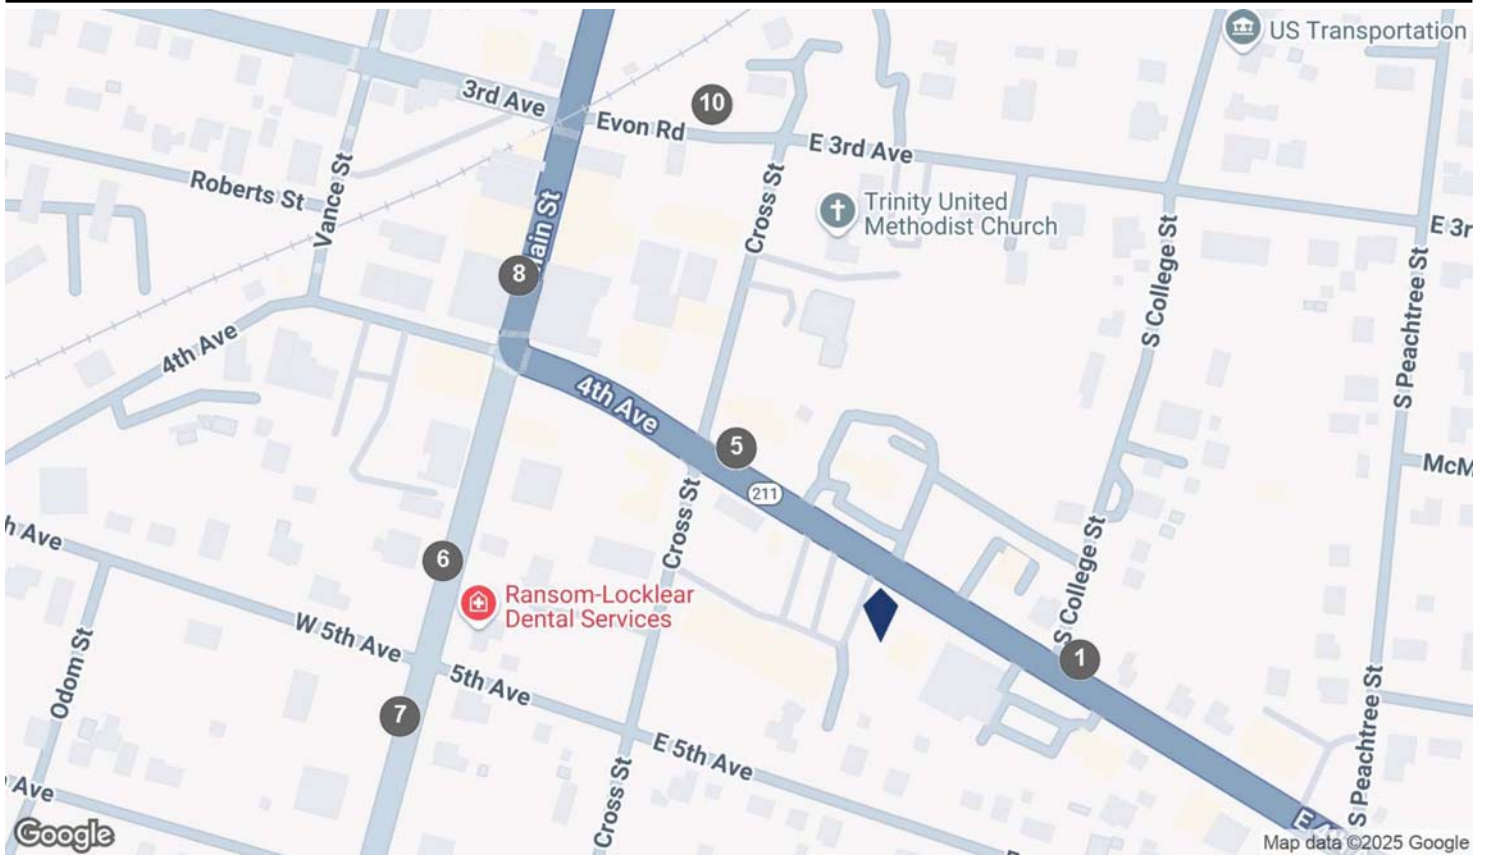 US Transportation
3rd Ave
10
Evon Rd
E 3rd Ave
Roberts St
Vance St
Cross St
Trinity United
Methodist Church
S College St
E 3r
S Peachtree St
8
Main St
4th Ave
4th Ave
5
211
McM
h Ave
Cross St
S College St
6
Ransom-Locklear
Dental Services
W 5th Ave
5th Ave
1
Odom St
7
E 5th Ave
S Peachtree St
Ave
Cross St
Google
Map data ©2025 Google